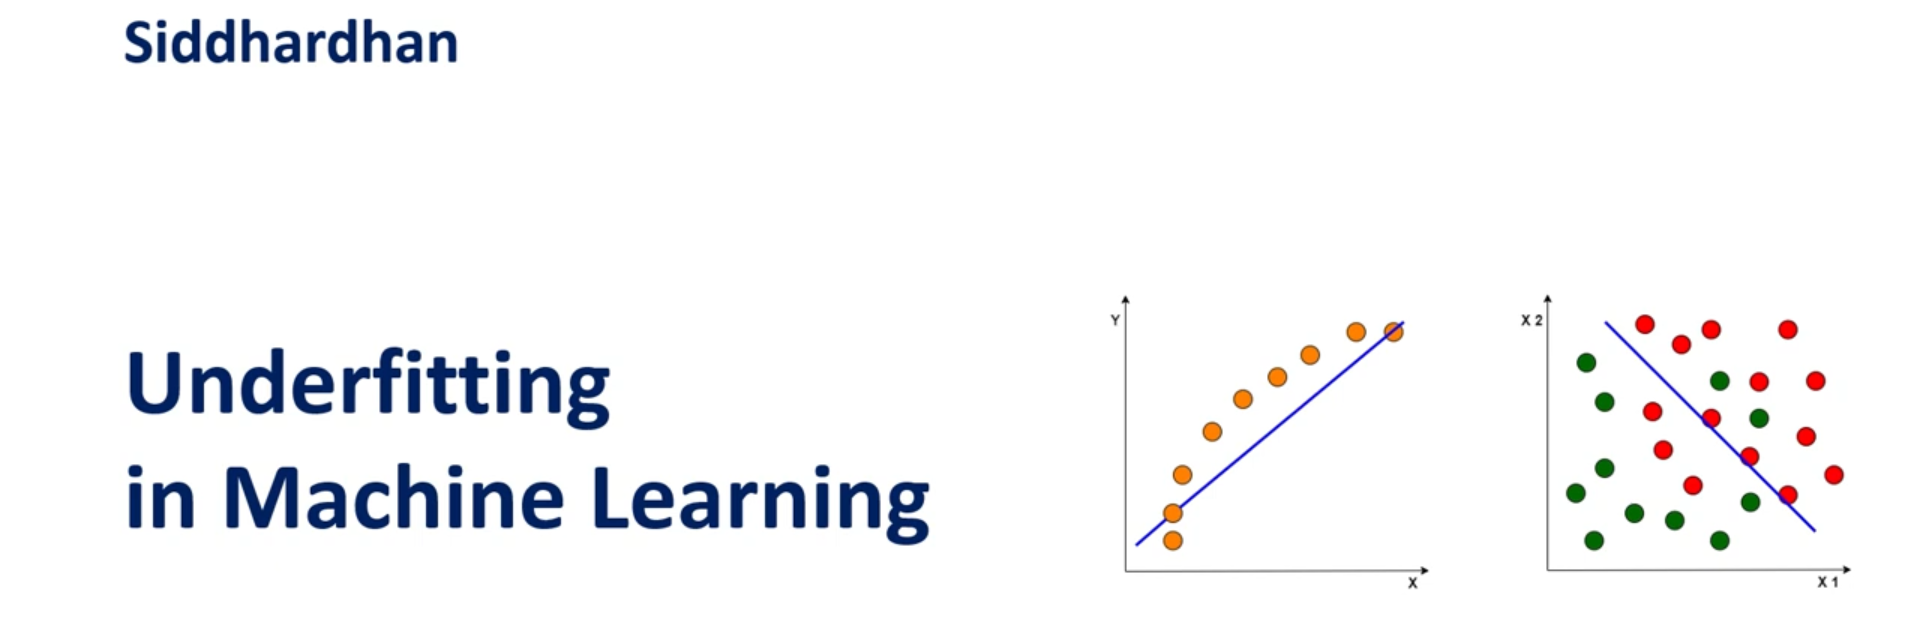 Siddhardhan
Underfitting
in Machine Learning
Y
X
X 2
X 1